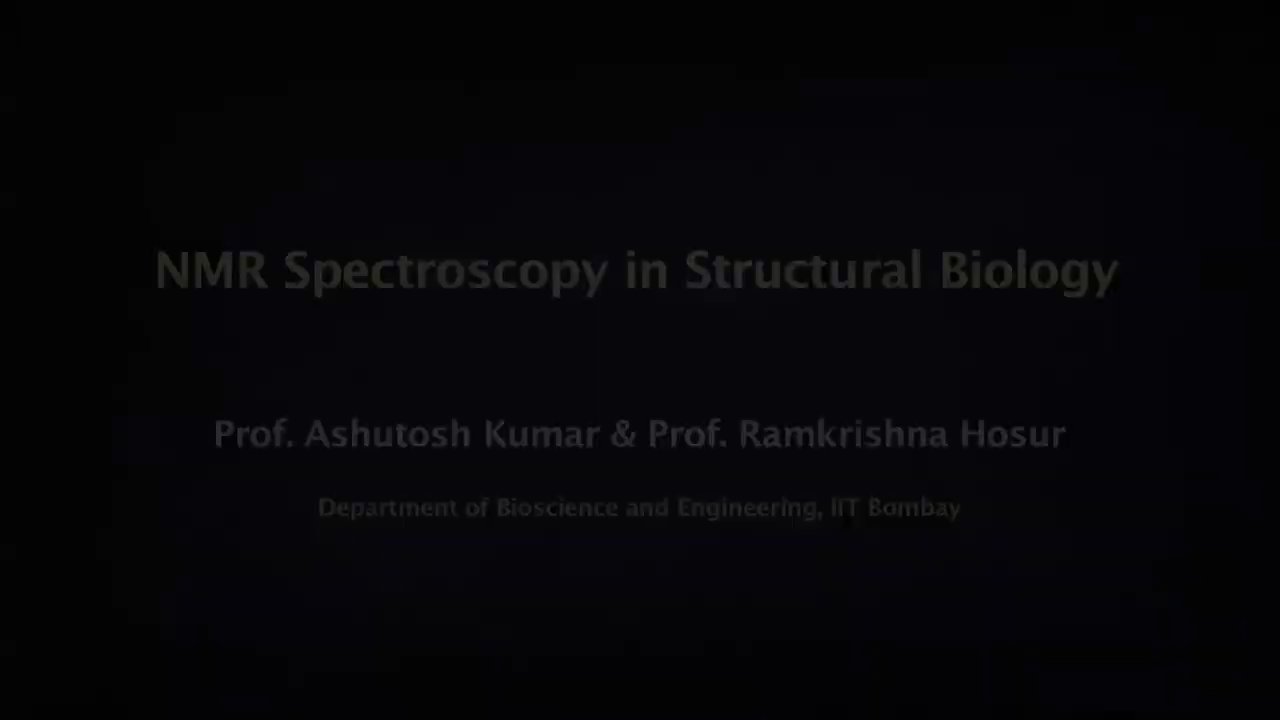 NMR Spectroscopy in Structural Biology
Prof. Ashutosh Kumar & Prof. Ramkrishna Hosur
Department of Bioscience and Engineering, IIT Bombay